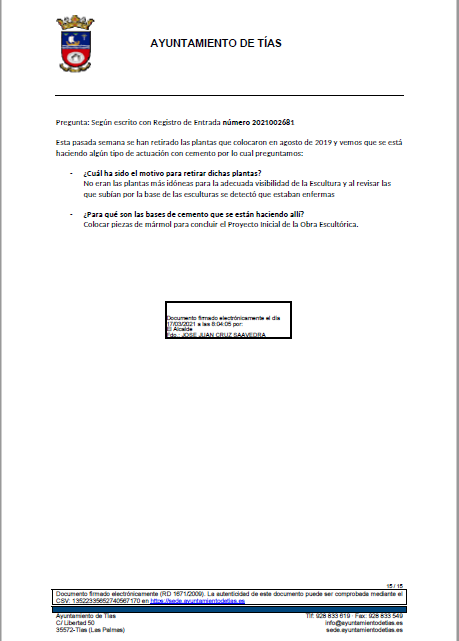 AYUNTAMIENTO DE TÍAS
Pregunta: Según escrito con Registro de Entrada número 2021002681
Esta pasada semana se han retirado las plantas que colocaron en agosto de 2019 y vemos que se está
haciendo algún tipo de actuación con cemento por lo cual preguntamos:
- ¿Cuál ha sido el motivo para retirar dichas plantas?
No eran las plantas más idóneas para la adecuada visibilidad de la Escultura y al revisar las
que subían por la base de las esculturas se detectó que estaban enfermas
- ¿Para qué son las bases de cemento que se están haciendo allí?
Colocar piezas de mármol para concluir el Proyecto Inicial de la Obra Escultórica.
Documento firmado electrónicamente el día
17/03/2021 a las 8:04:05 por:
El Alcalde
Fdo.: JOSE JUAN CRUZ SAAVEDRA
15 / 15
Documento firmado electrónicamente (RD 1671/2009). La autenticidad de este documento puede ser comprobada mediante el
CSV: 13522335652740567170 en https://sede.ayuntamientodetias.es
Ayuntamiento de Tías
C/ Libertad 50
35572-Tías (Las Palmas)
Tlf. 928 833 619 · Fax: 928 833 549
info@ayuntamientodetias.es
sede.ayuntamientodetias.es